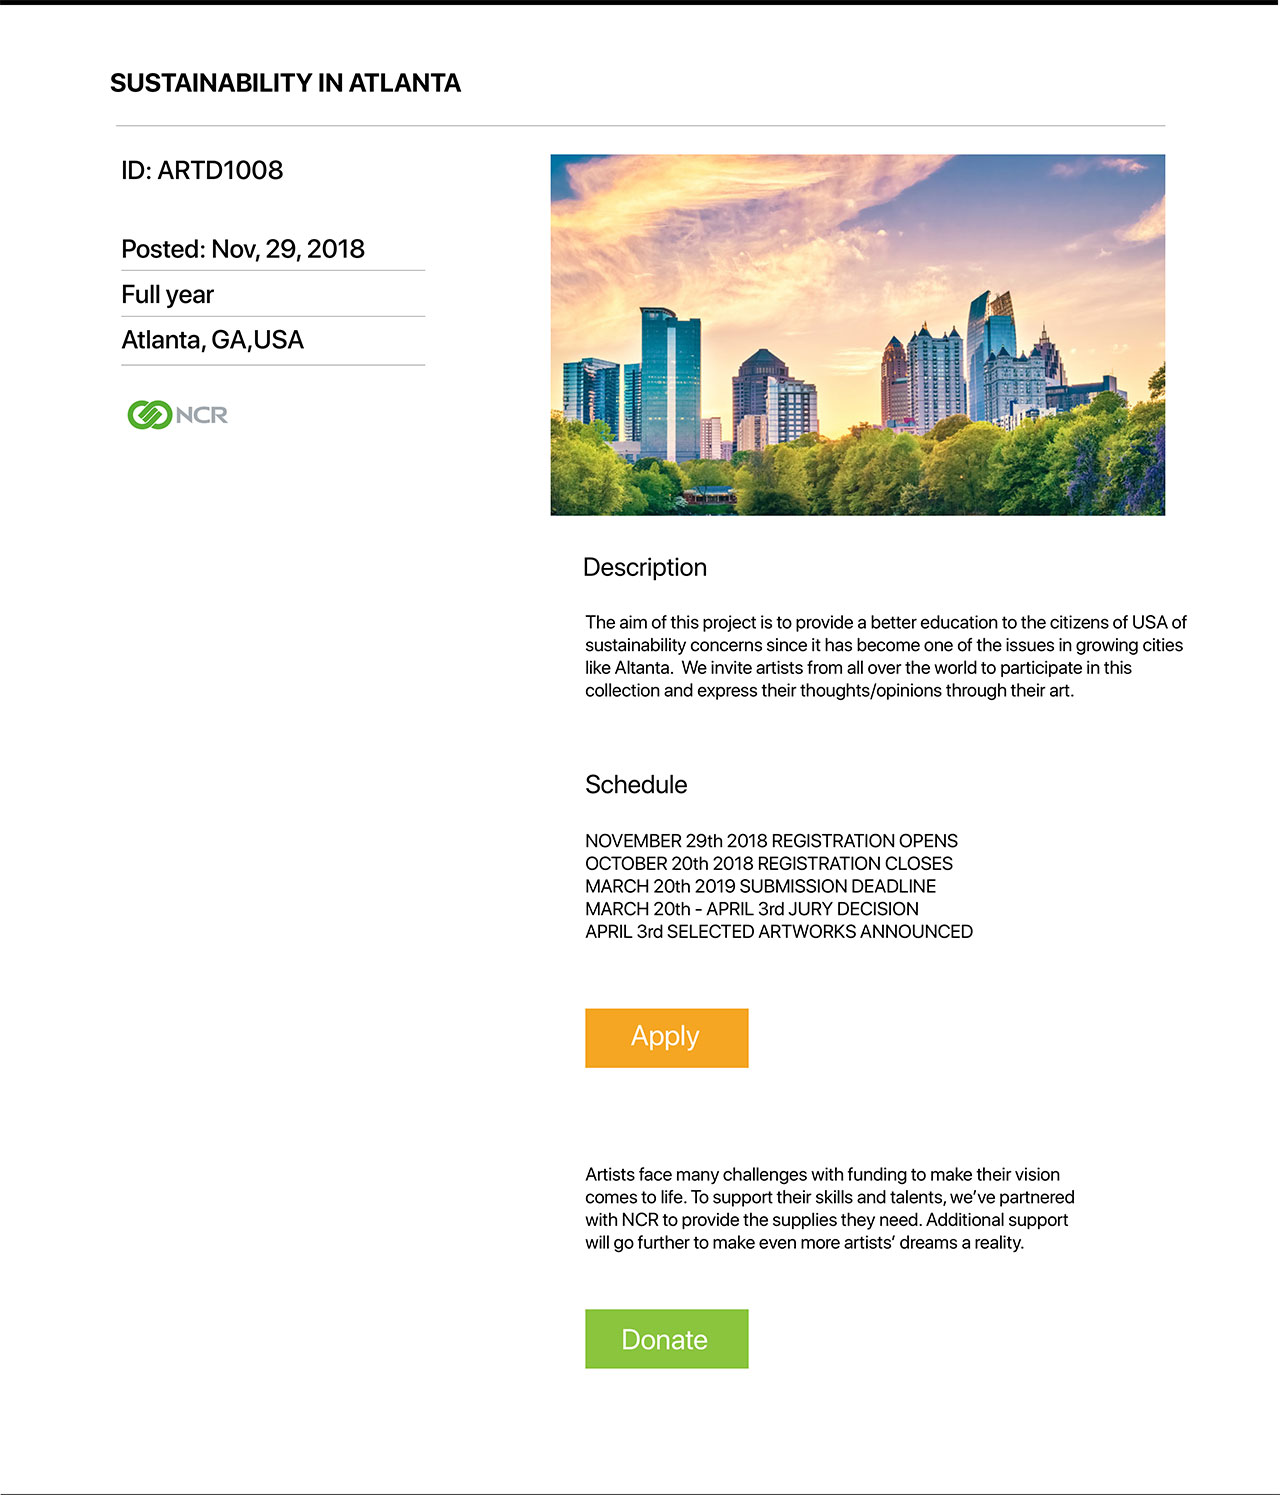 SUSTAINABILITY IN ATLANTA
ID: ARTD1008
Posted: Nov, 29, 2018
Full year
Atlanta, GA,USA
NCR
Description
The aim of this project is to provide a better education to the citizens of USA of
sustainability concerns since it has become one of the issues in growing cities
like Altanta.  We invite artists from all over the world to participate in this
collection and express their thoughts/opinions through their art.
Schedule
NOVEMBER 29th 2018 REGISTRATION OPENS
OCTOBER 20th 2018 REGISTRATION CLOSES
MARCH 20th 2019 SUBMISSION DEADLINE
MARCH 20th - APRIL 3rd JURY DECISION
APRIL 3rd SELECTED ARTWORKS ANNOUNCED
Apply
Artists face many challenges with funding to make their vision
comes to life. To support their skills and talents, we’ve partnered
with NCR to provide the supplies they need. Additional support
will go further to make even more artists’ dreams a reality.
Donate